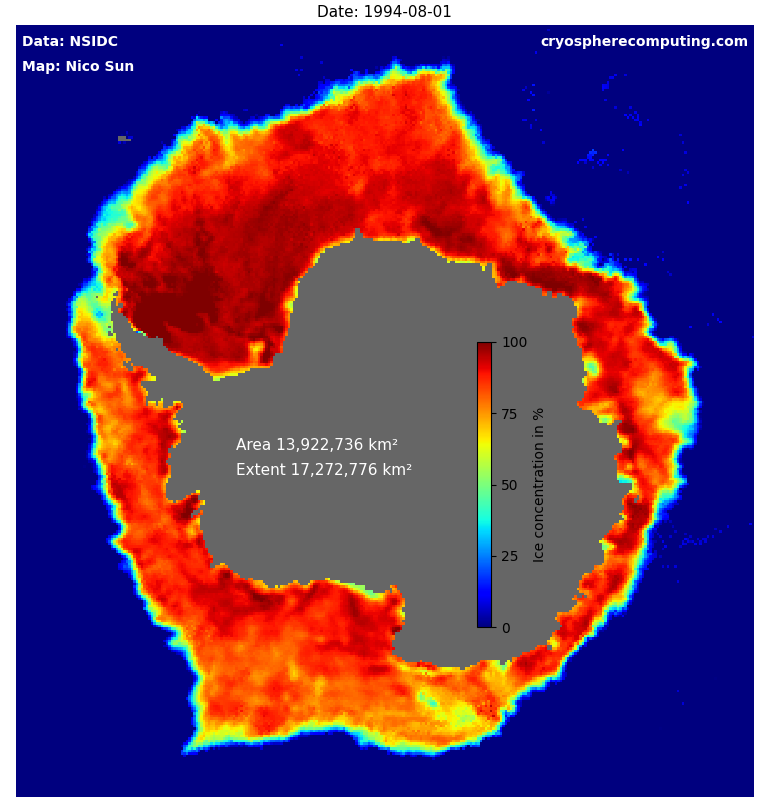 Date: 1994-08-01
Data: NSIDC
cryospherecomputing.com
Map: Nico Sun
100
75
50
25
0
Ice concentration in %
Area 13,922,736 km²
Extent 17,272,776 km²